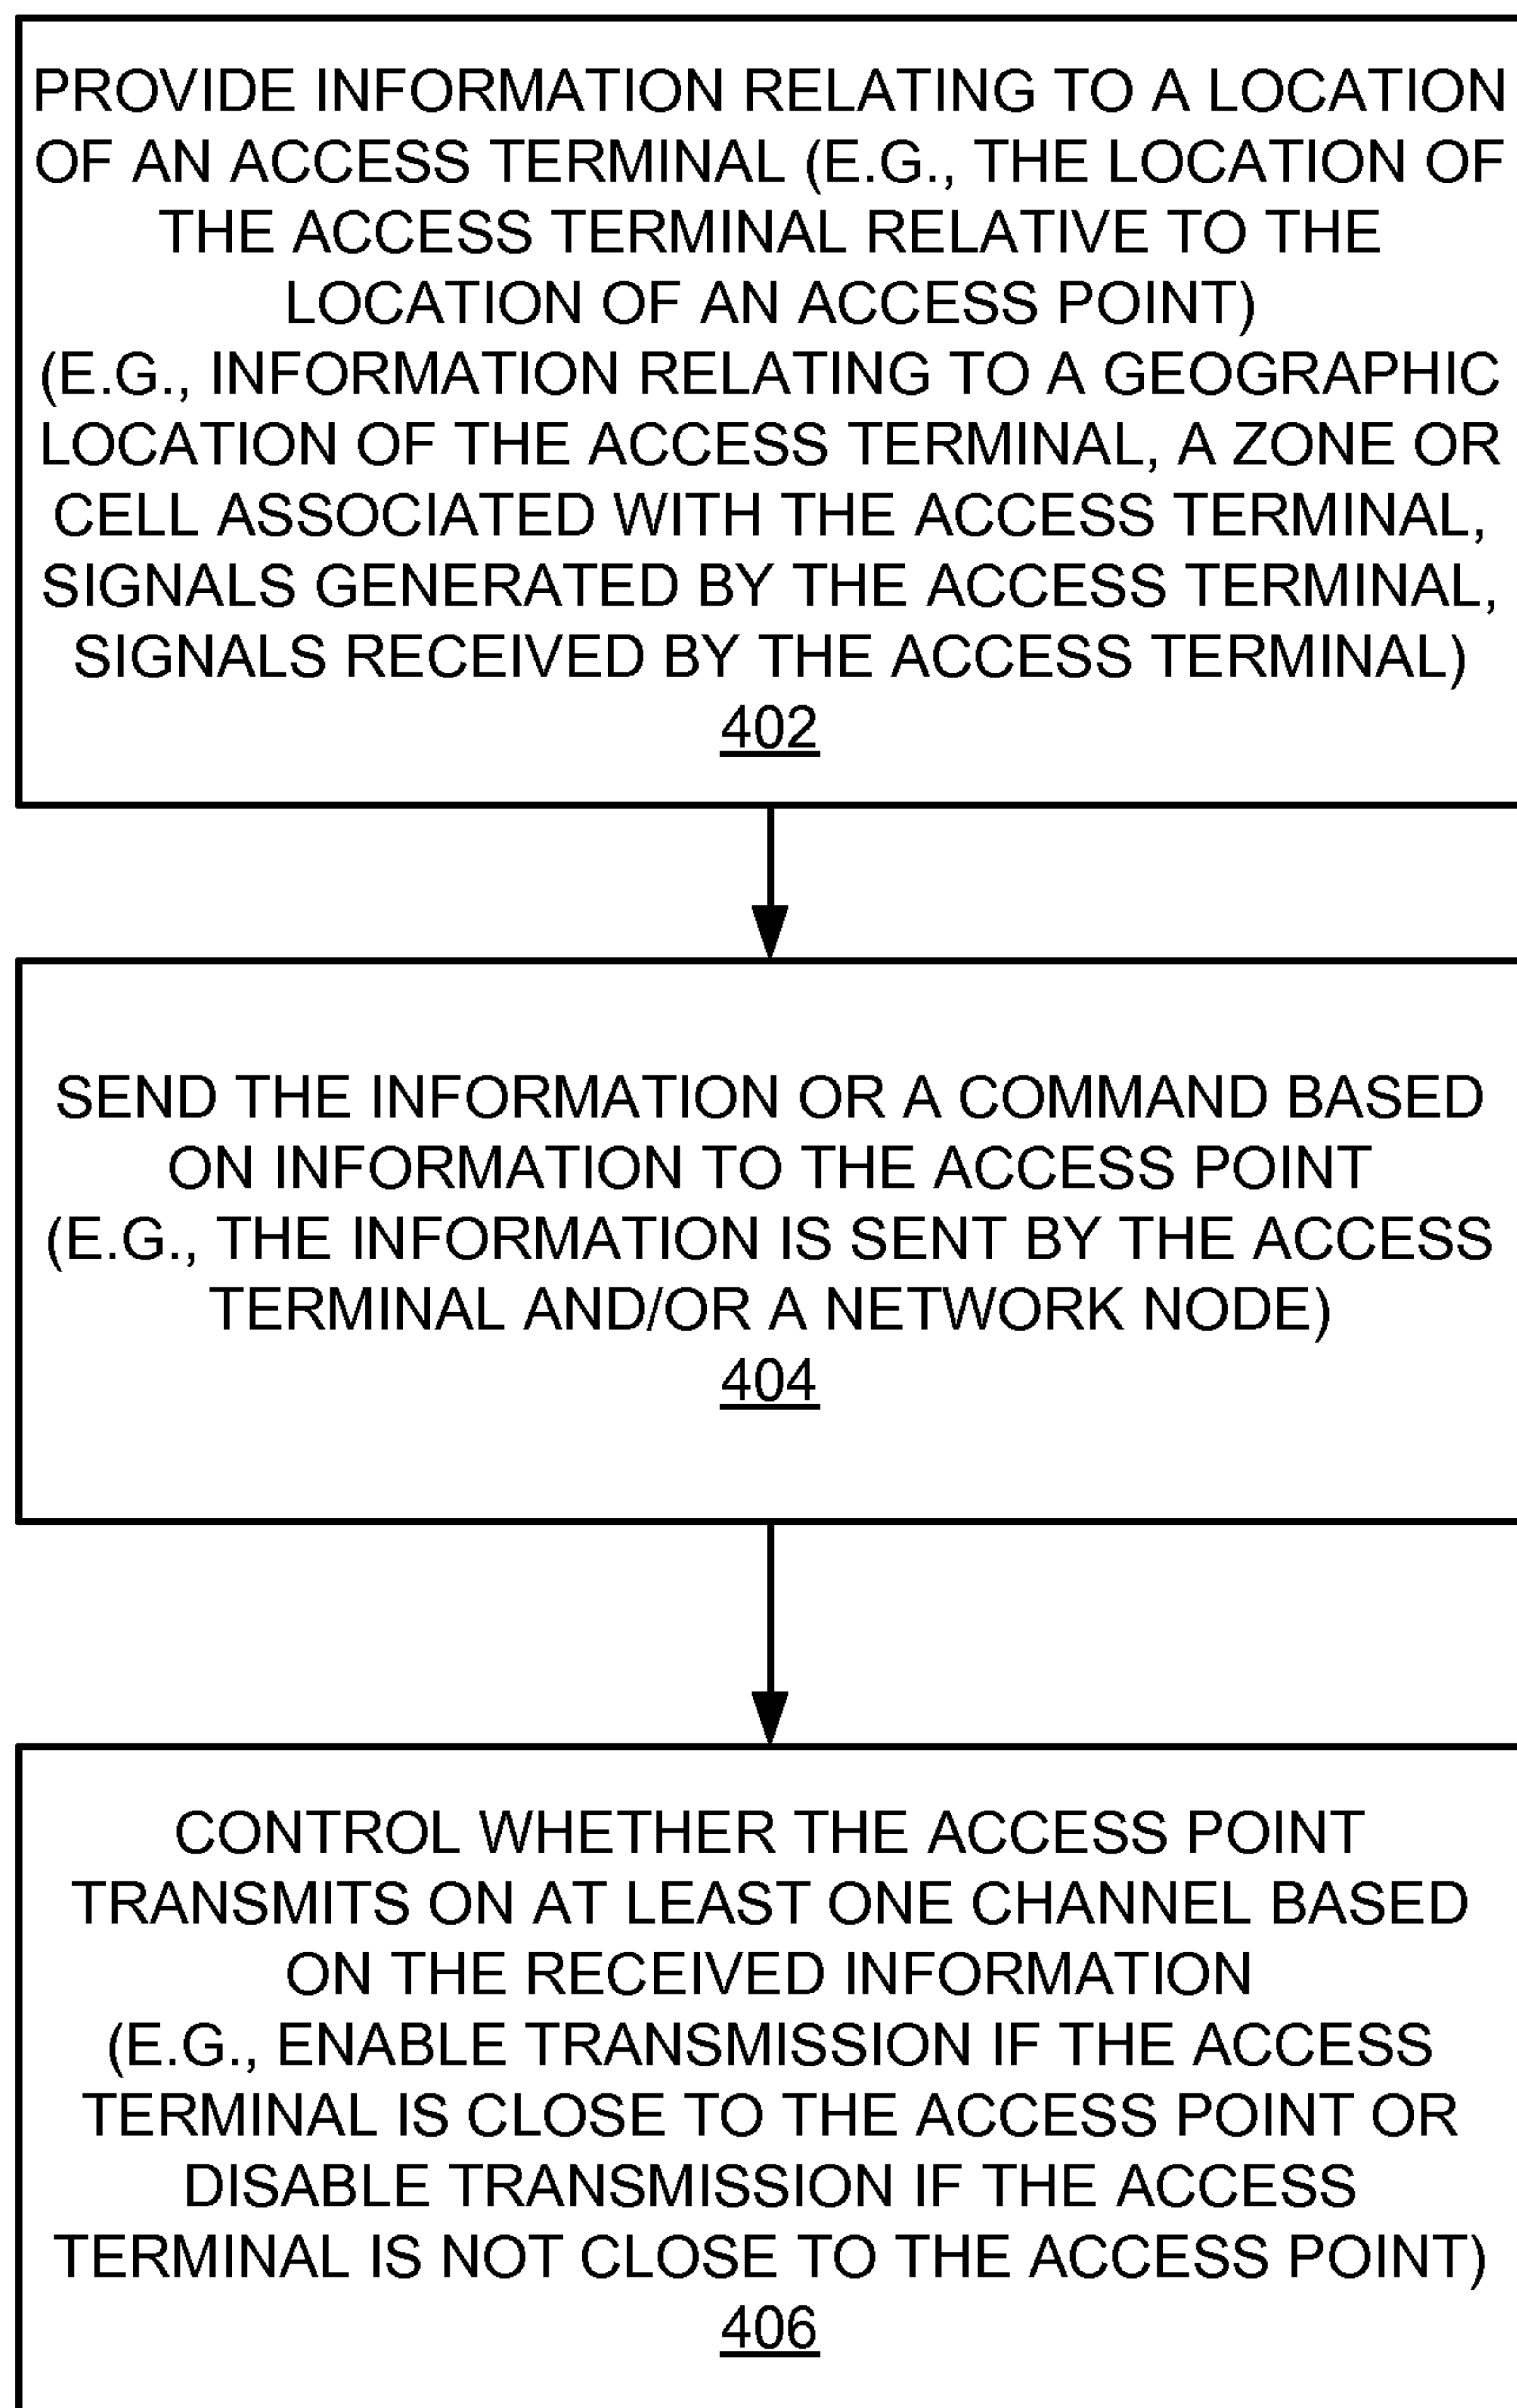 PROVIDE INFORMATION RELATING TO A LOCATION
OF AN ACCESS TERMINAL (E.G., THE LOCATION OF
THE ACCESS TERMINAL RELATIVE TO THE
LOCATION OF AN ACCESS POINT)
(E.G., INFORMATION RELATING TO A GEOGRAPHIC
LOCATION OF THE ACCESS TERMINAL, A ZONE OR
CELL ASSOCIATED WITH THE ACCESS TERMINAL,
SIGNALS GENERATED BY THE ACCESS TERMINAL,
SIGNALS RECEIVED BY THE ACCESS TERMINAL)
402
SEND THE INFORMATION OR A COMMAND BASED
ON INFORMATION TO THE ACCESS POINT
(E.G., THE INFORMATION IS SENT BY THE ACCESS
TERMINAL AND/OR A NETWORK NODE)
404
CONTROL WHETHER THE ACCESS POINT
TRANSMITS ON AT LEAST ONE CHANNEL BASED
ON THE RECEIVED INFORMATION
(E.G., ENABLE TRANSMISSION IF THE ACCESS
TERMINAL IS CLOSE TO THE ACCESS POINT OR
DISABLE TRANSMISSION IF THE ACCESS
TERMINAL IS NOT CLOSE TO THE ACCESS POINT)
406